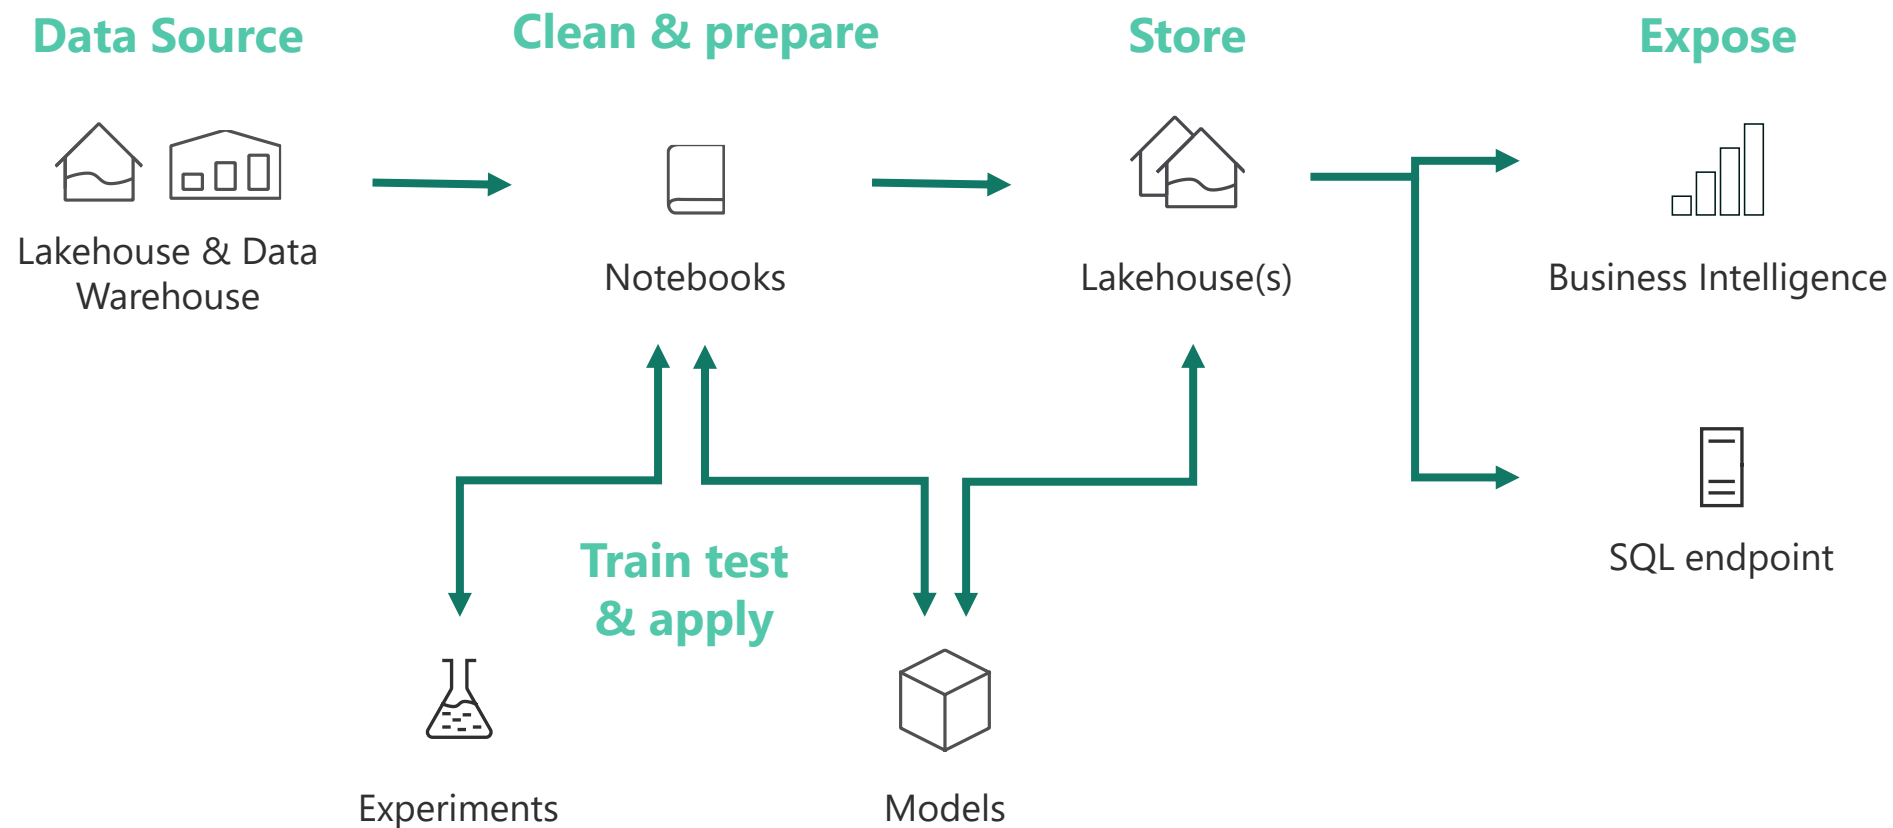 Data Source
Clean & prepare
Store
Expose
Lakehouse & Data
Warehouse
Notebooks
Lakehouse(s)
Business Intelligence
Train test
& apply
SQL endpoint
Experiments
Models